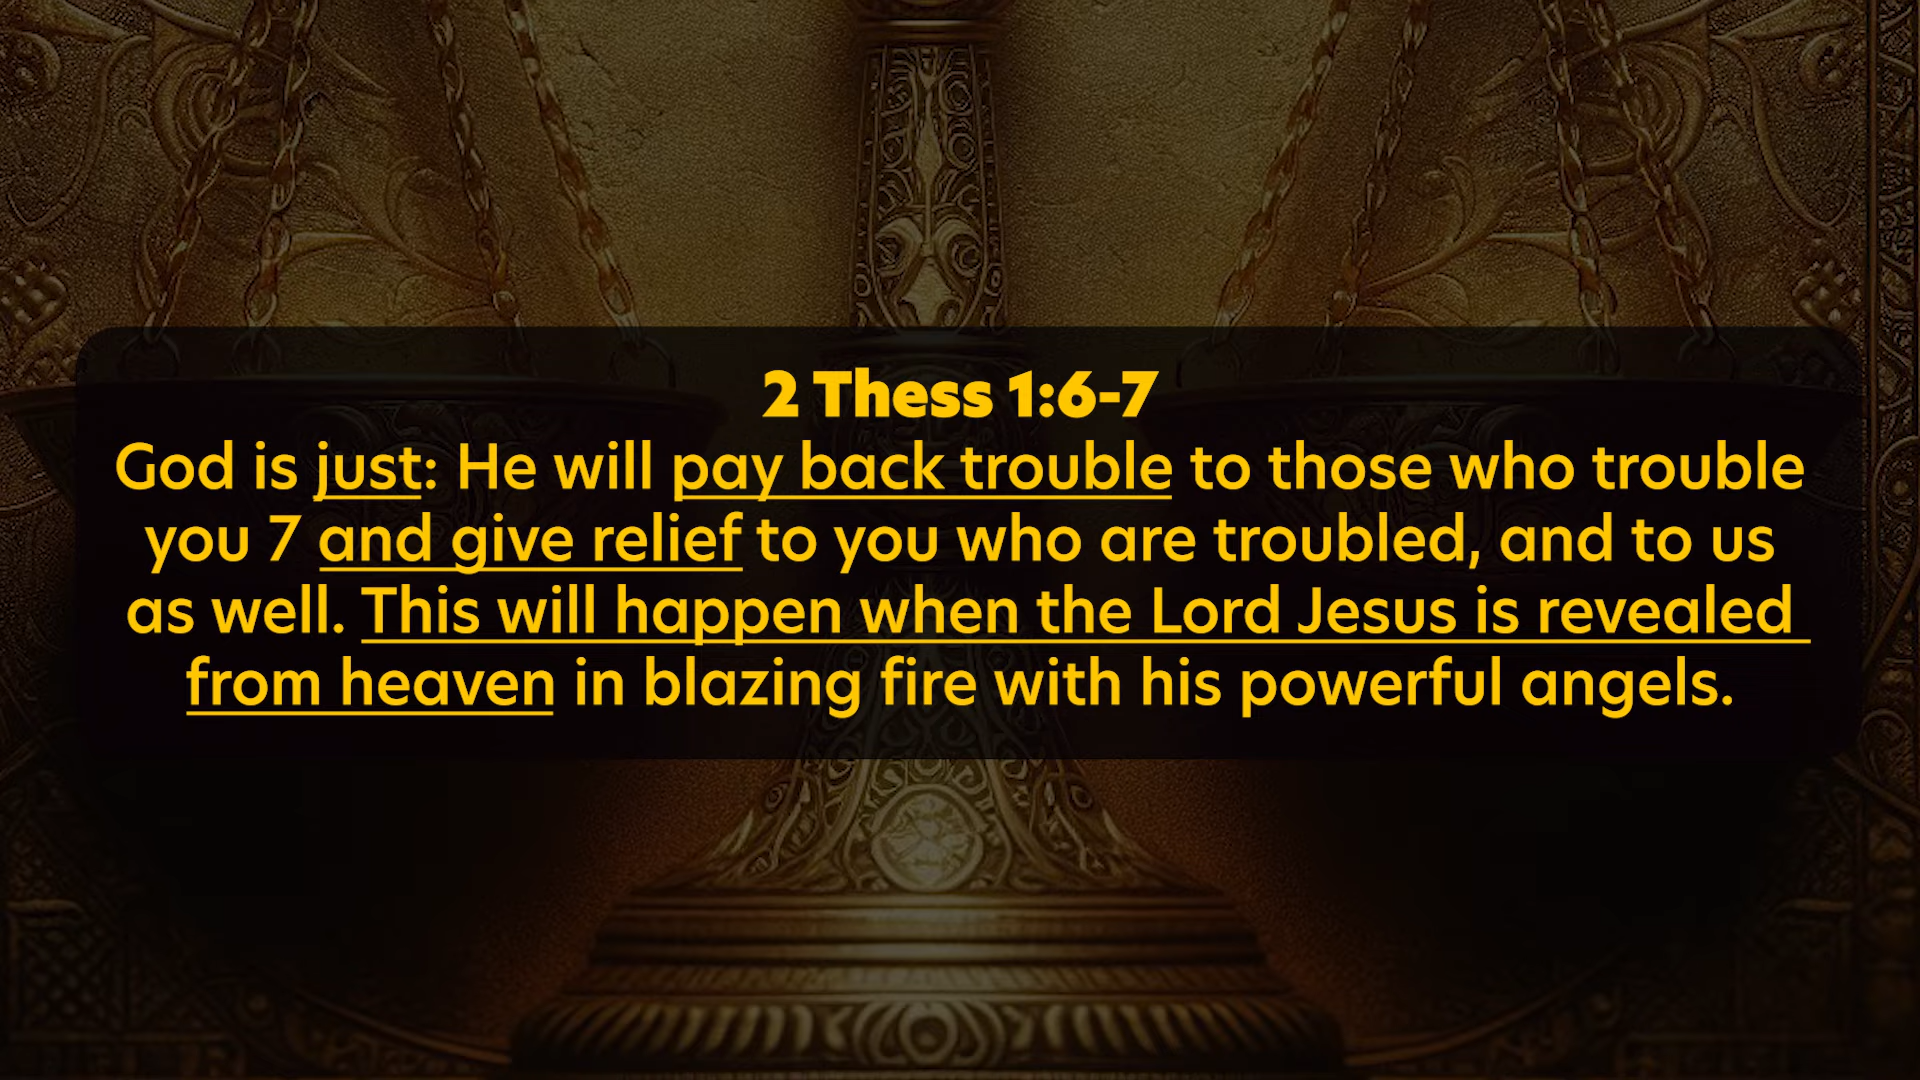 2 Thess 1:6-7
God is just: He will pay back trouble to those who trouble
you 7 and give relief to you who are troubled, and to us
as well. This will happen when the Lord Jesus is revealed
from heaven in blazing fire with his powerful angels.